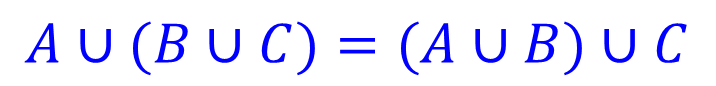 A ∪ (B ∪ C) = (A ∪ B) ∪ C